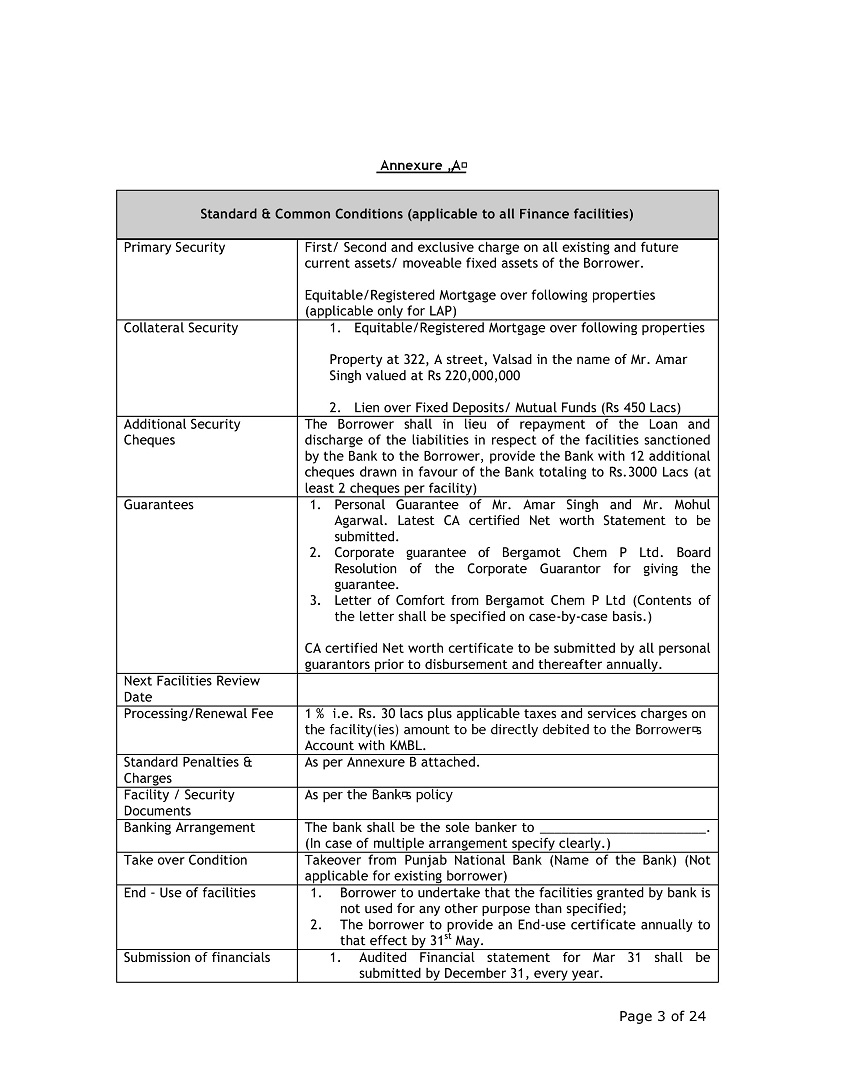 Annexure ‚A¤
Standard & Common Conditions (applicable to all Finance facilities)
Primary Security
First/ Second and exclusive charge on all existing and future
current assets/ moveable fixed assets of the Borrower.
Equitable/Registered Mortgage over following properties
(applicable only for LAP)
Collateral Security
1. Equitable/Registered Mortgage over following properties
Property at 322, A street, Valsad in the name of Mr. Amar
Singh valued at Rs 220,000,000
2. Lien over Fixed Deposits/ Mutual Funds (Rs 450 Lacs)
Additional Security
Cheques
The Borrower shall in lieu of repayment of the Loan and
discharge of the liabilities in respect of the facilities sanctioned
by the Bank to the Borrower, provide the Bank with 12 additional
cheques drawn in favour of the Bank totaling to Rs.3000 Lacs (at
least 2 cheques per facility)
Guarantees
1. Personal Guarantee of Mr. Amar Singh and Mr. Mohul
Agarwal. Latest CA certified Net worth Statement to be
submitted.
2. Corporate guarantee of Bergamot Chem P Ltd. Board
Resolution of the Corporate Guarantor for giving the
guarantee.
3. Letter of Comfort from Bergamot Chem P Ltd (Contents of
the letter shall be specified on case-by-case basis.)
CA certified Net worth certificate to be submitted by all personal
guarantors prior to disbursement and thereafter annually.
Next Facilities Review
Date
Processing/Renewal Fee
1 % i.e. Rs. 30 lacs plus applicable taxes and services charges on
the facility(ies) amount to be directly debited to the Borrower¤s
Account with KMBL.
Standard Penalties &
Charges
As per Annexure B attached.
Facility / Security
Documents
As per the Bank¤s policy
Banking Arrangement
The bank shall be the sole banker to ______________________.
(In case of multiple arrangement specify clearly.)
Take over Condition
Takeover from Punjab National Bank (Name of the Bank) (Not
applicable for existing borrower)
End - Use of facilities
1. Borrower to undertake that the facilities granted by bank is
not used for any other purpose than specified;
2. The borrower to provide an End-use certificate annually to
that effect by 31st May.
Submission of financials
1. Audited Financial statement for Mar 31 shall be
submitted by December 31, every year.
Page 3 of 24